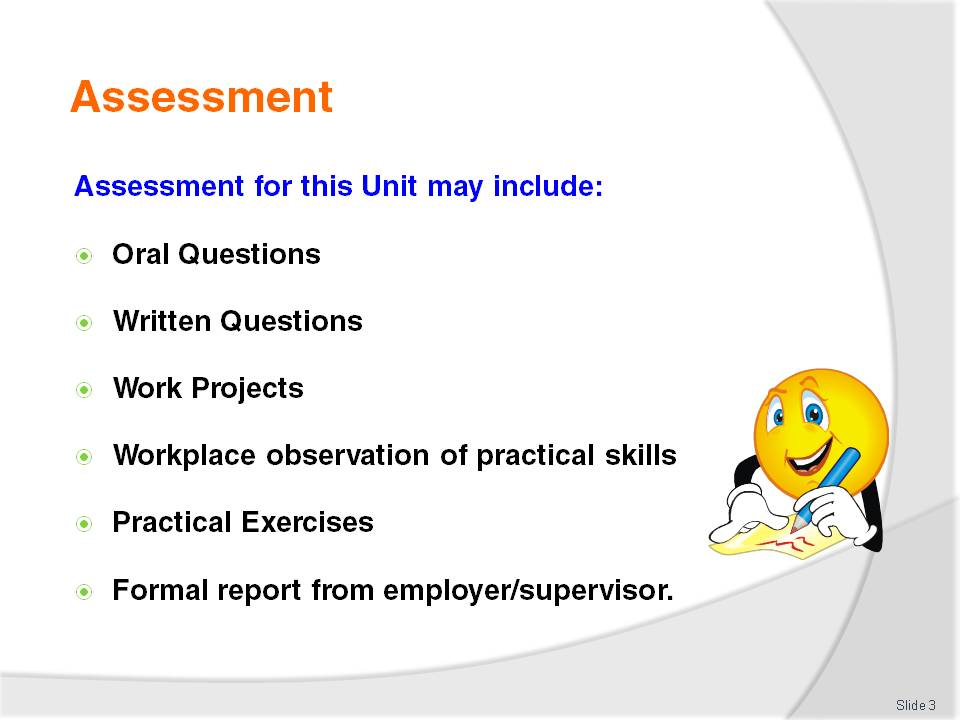 Assessment
Assessment for this Unit may include:
Oral Questions
Written Questions
Work Projects
Workplace observation of practical skills
Practical Exercises
Formal report from employer/supervisor.
Slide 3